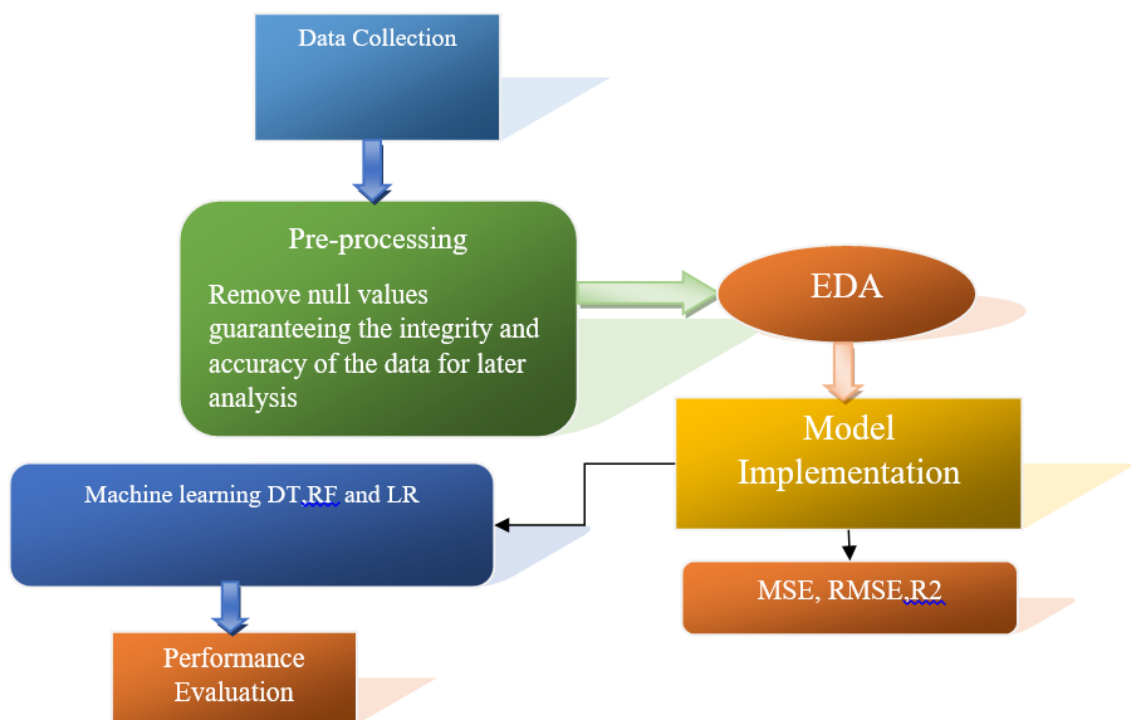 Data Collection
Pre-processing
Remove null values
guaranteeing the integrity and
accuracy of the data for later
analysis
EDA
Model
Implementation
Machine learning DT,RF and LR
MSE, RMSE,R2
Performance
Evaluation